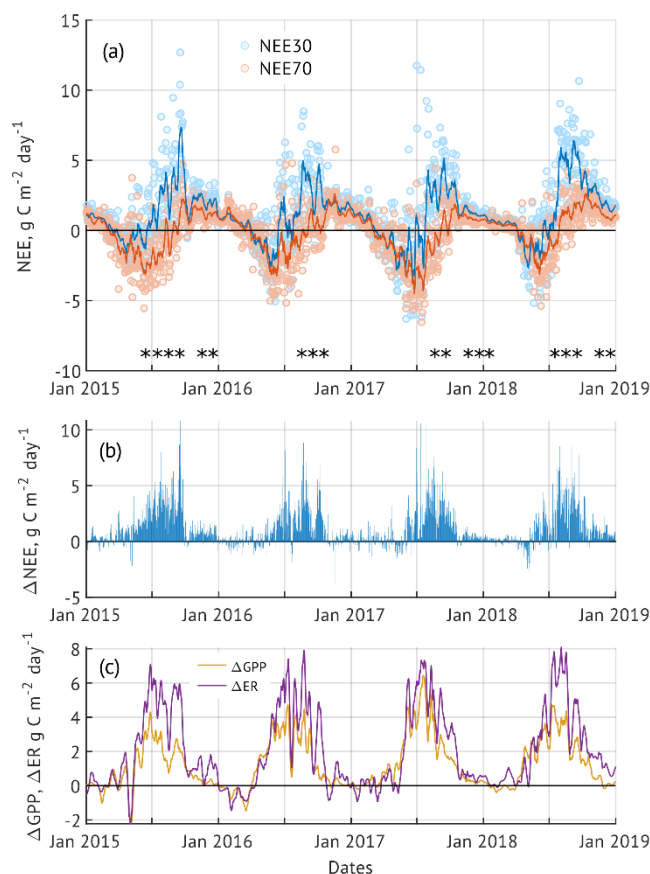 (a)
NEE30
NEE70
NEE, g C m⁻² day⁻¹
15
10
5
0
-5
-10
**** ** *** ** *** *** **
Jan 2015 Jan 2016 Jan 2017 Jan 2018 Jan 2019
(b)
ΔNEE, g C m⁻² day⁻¹
10
5
0
-5
Jan 2015 Jan 2016 Jan 2017 Jan 2018 Jan 2019
(c)
ΔGPP
ΔER
ΔGPP, ΔER g C m⁻² day⁻¹
8
6
4
2
0
-2
Jan 2015 Jan 2016 Jan 2017 Jan 2018 Jan 2019
Dates